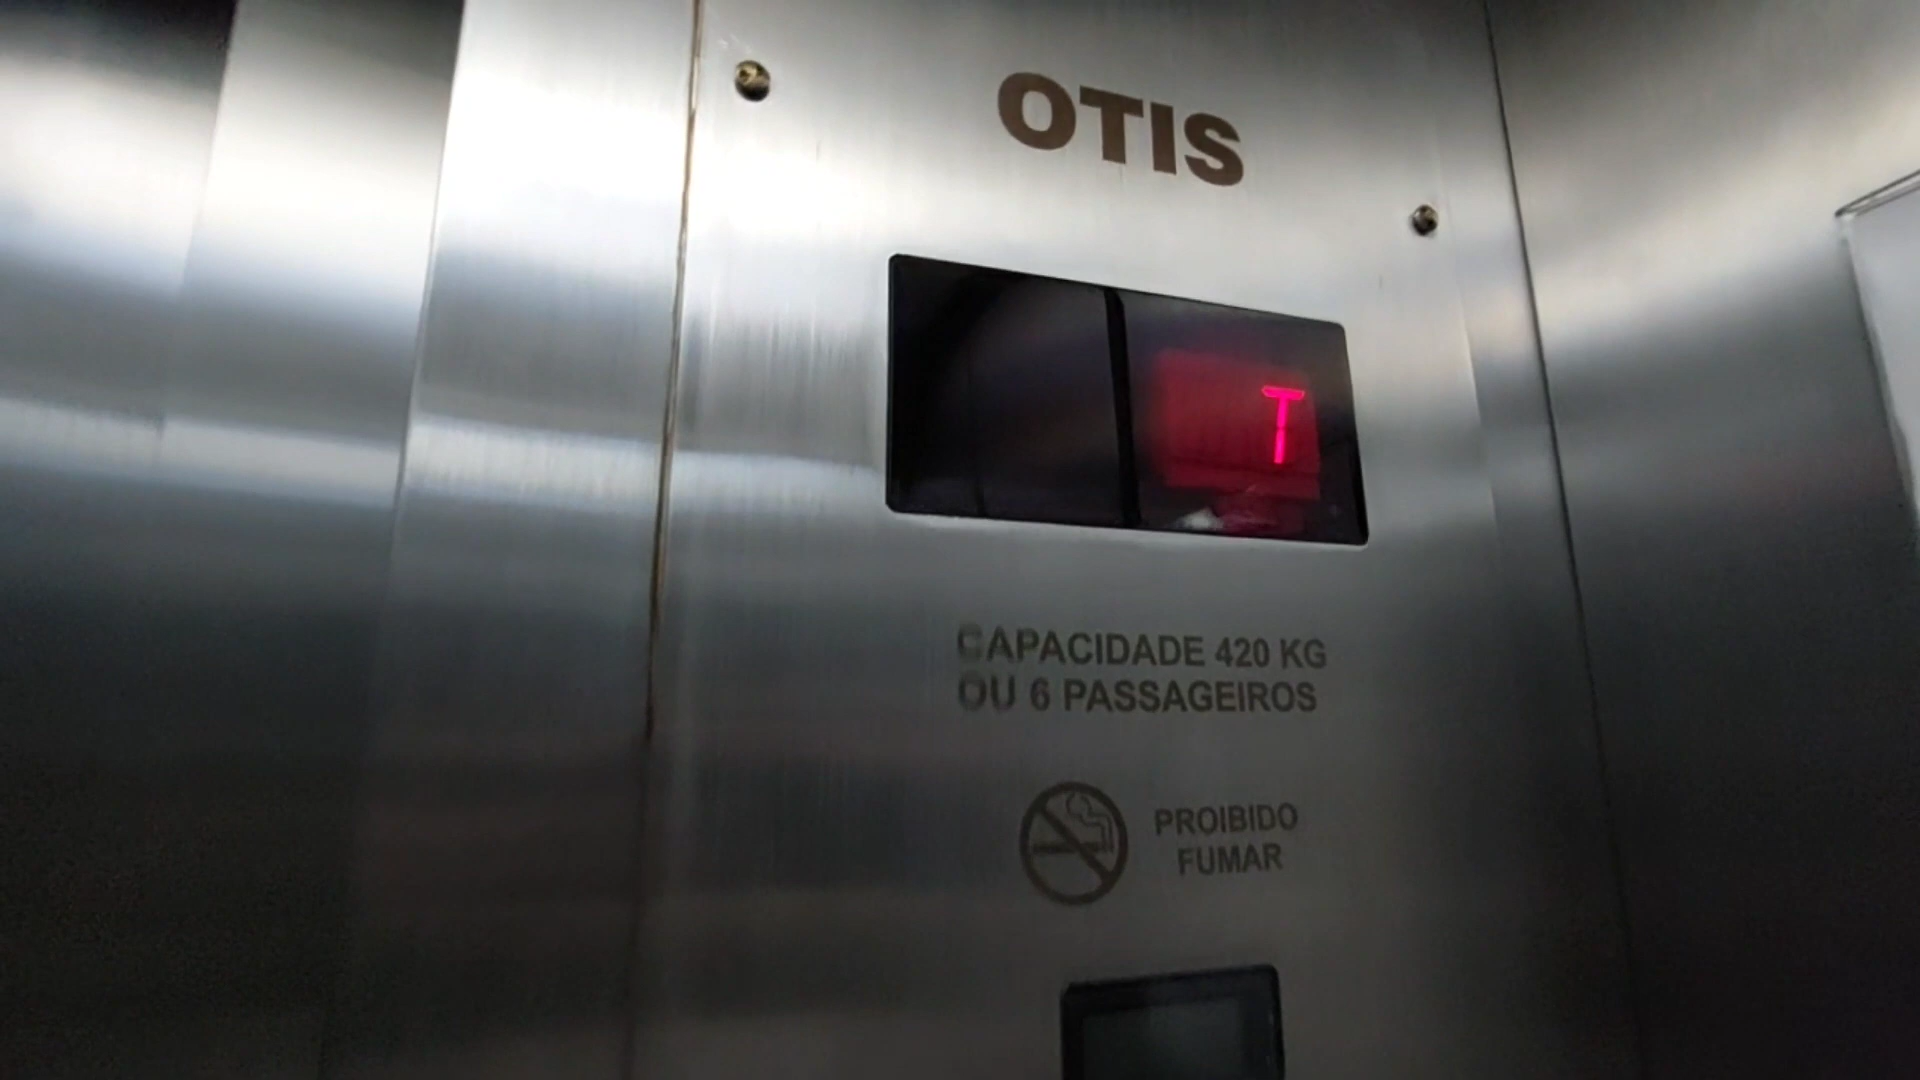 OTIS
T
CAPACIDADE 420 KG
OU 6 PASSAGEIROS
PROIBIDO
FUMAR